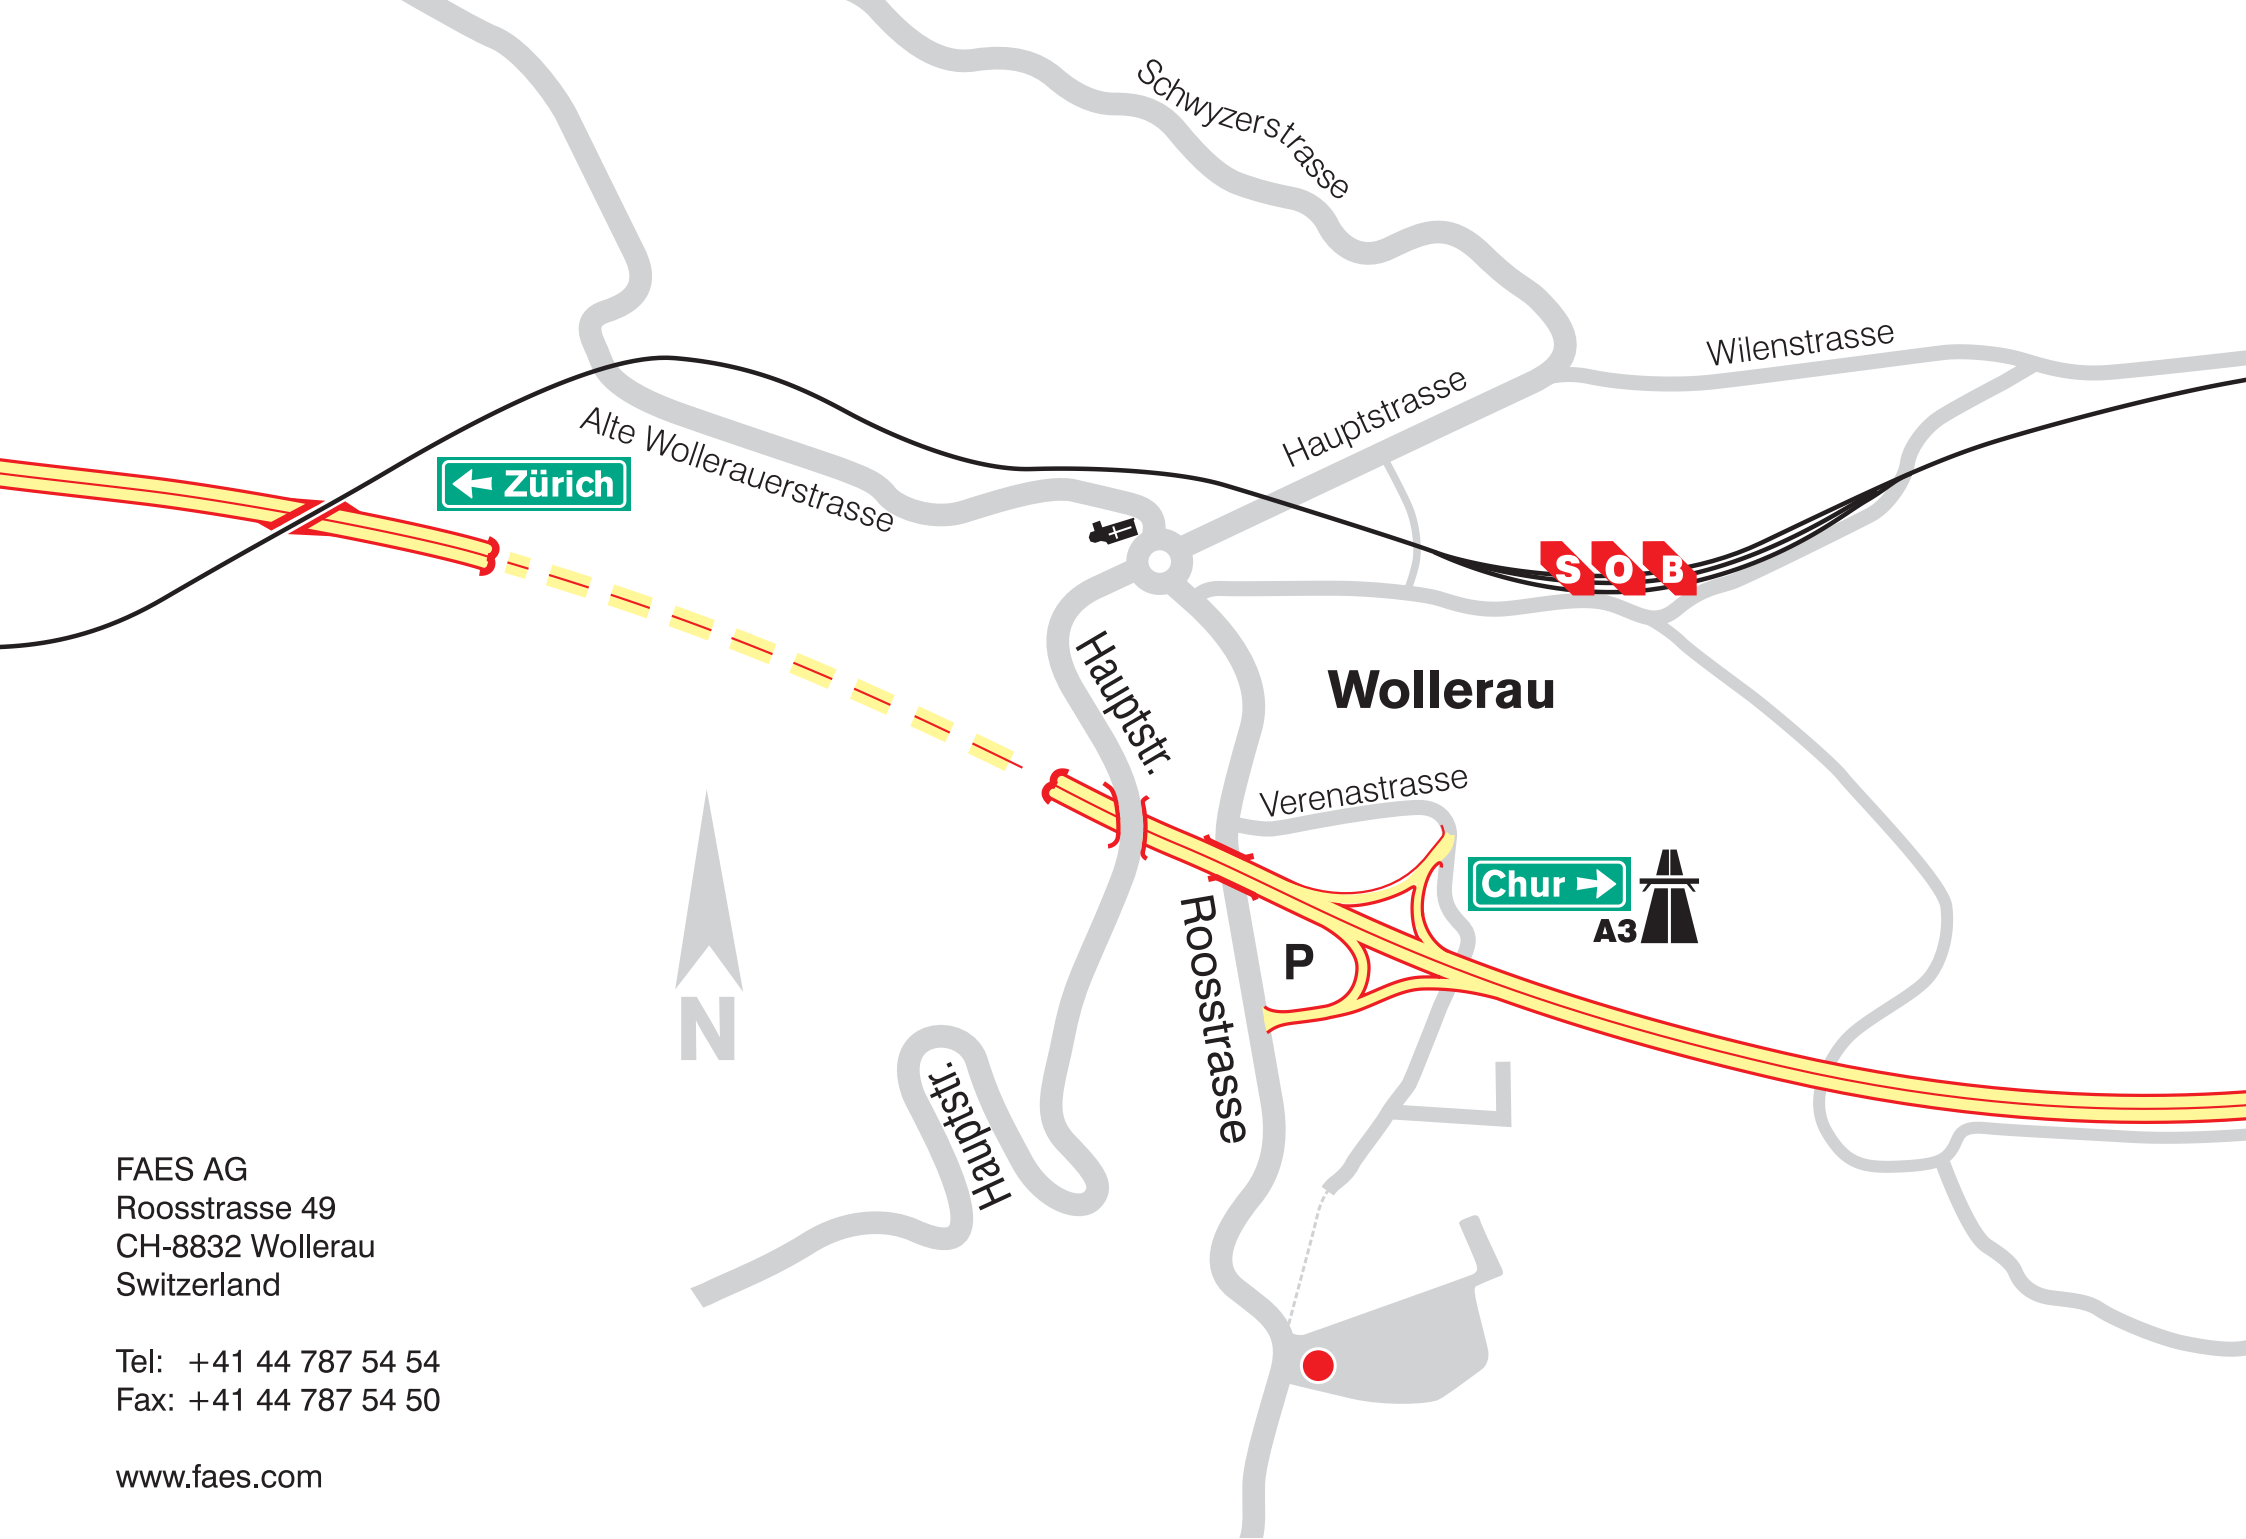 Schwyzerstrasse
Wilenstrasse
Hauptstrasse
Alte Wollerauerstrasse
Zürich
S O B
Hauptstr.
Wollerau
Verenastrasse
Chur
A3
P
Roosstrasse
N
Hauptstr.
FAES AG
Roosstrasse 49
CH-8832 Wollerau
Switzerland
Tel: +41 44 787 54 54
Fax: +41 44 787 54 50
www.faes.com